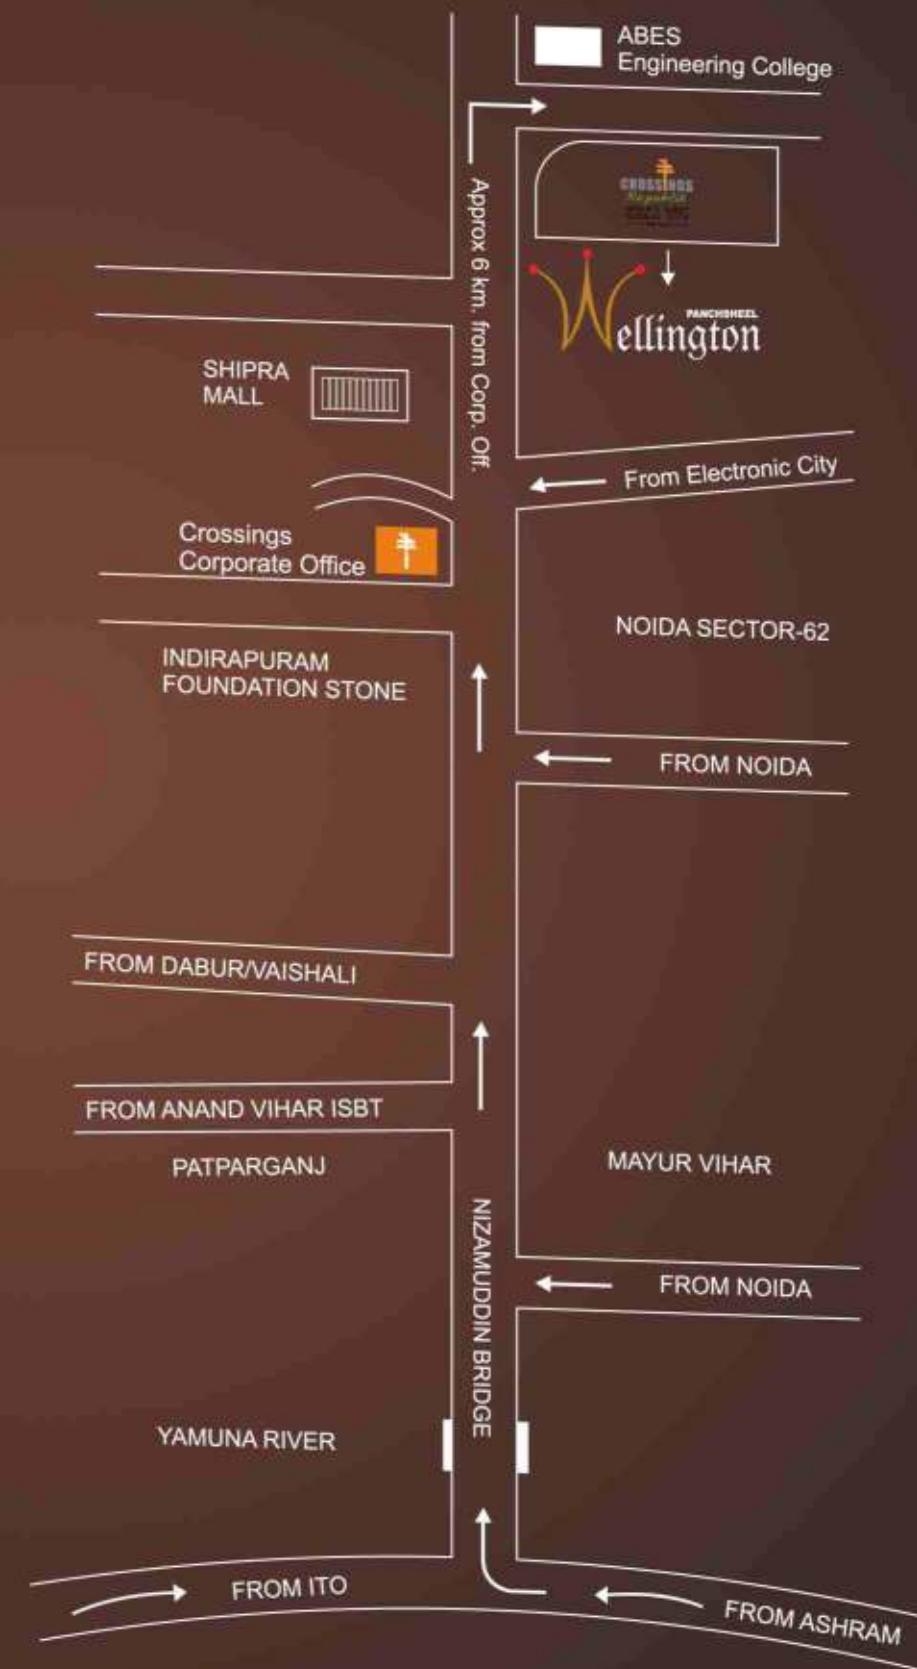 ABES
Engineering College
CROSSINGS
Republik
Approx 6 km. from Corp. Off.
PANCHSHEEL
Wellington
SHIPRA
MALL
From Electronic City
Crossings
Corporate Office
NOIDA SECTOR-62
INDIRAPURAM
FOUNDATION STONE
FROM NOIDA
FROM DABUR/VAISHALI
FROM ANAND VIHAR ISBT
PATPARGANJ
MAYUR VIHAR
NIZAMUDDIN BRIDGE
FROM NOIDA
YAMUNA RIVER
FROM ITO
FROM ASHRAM